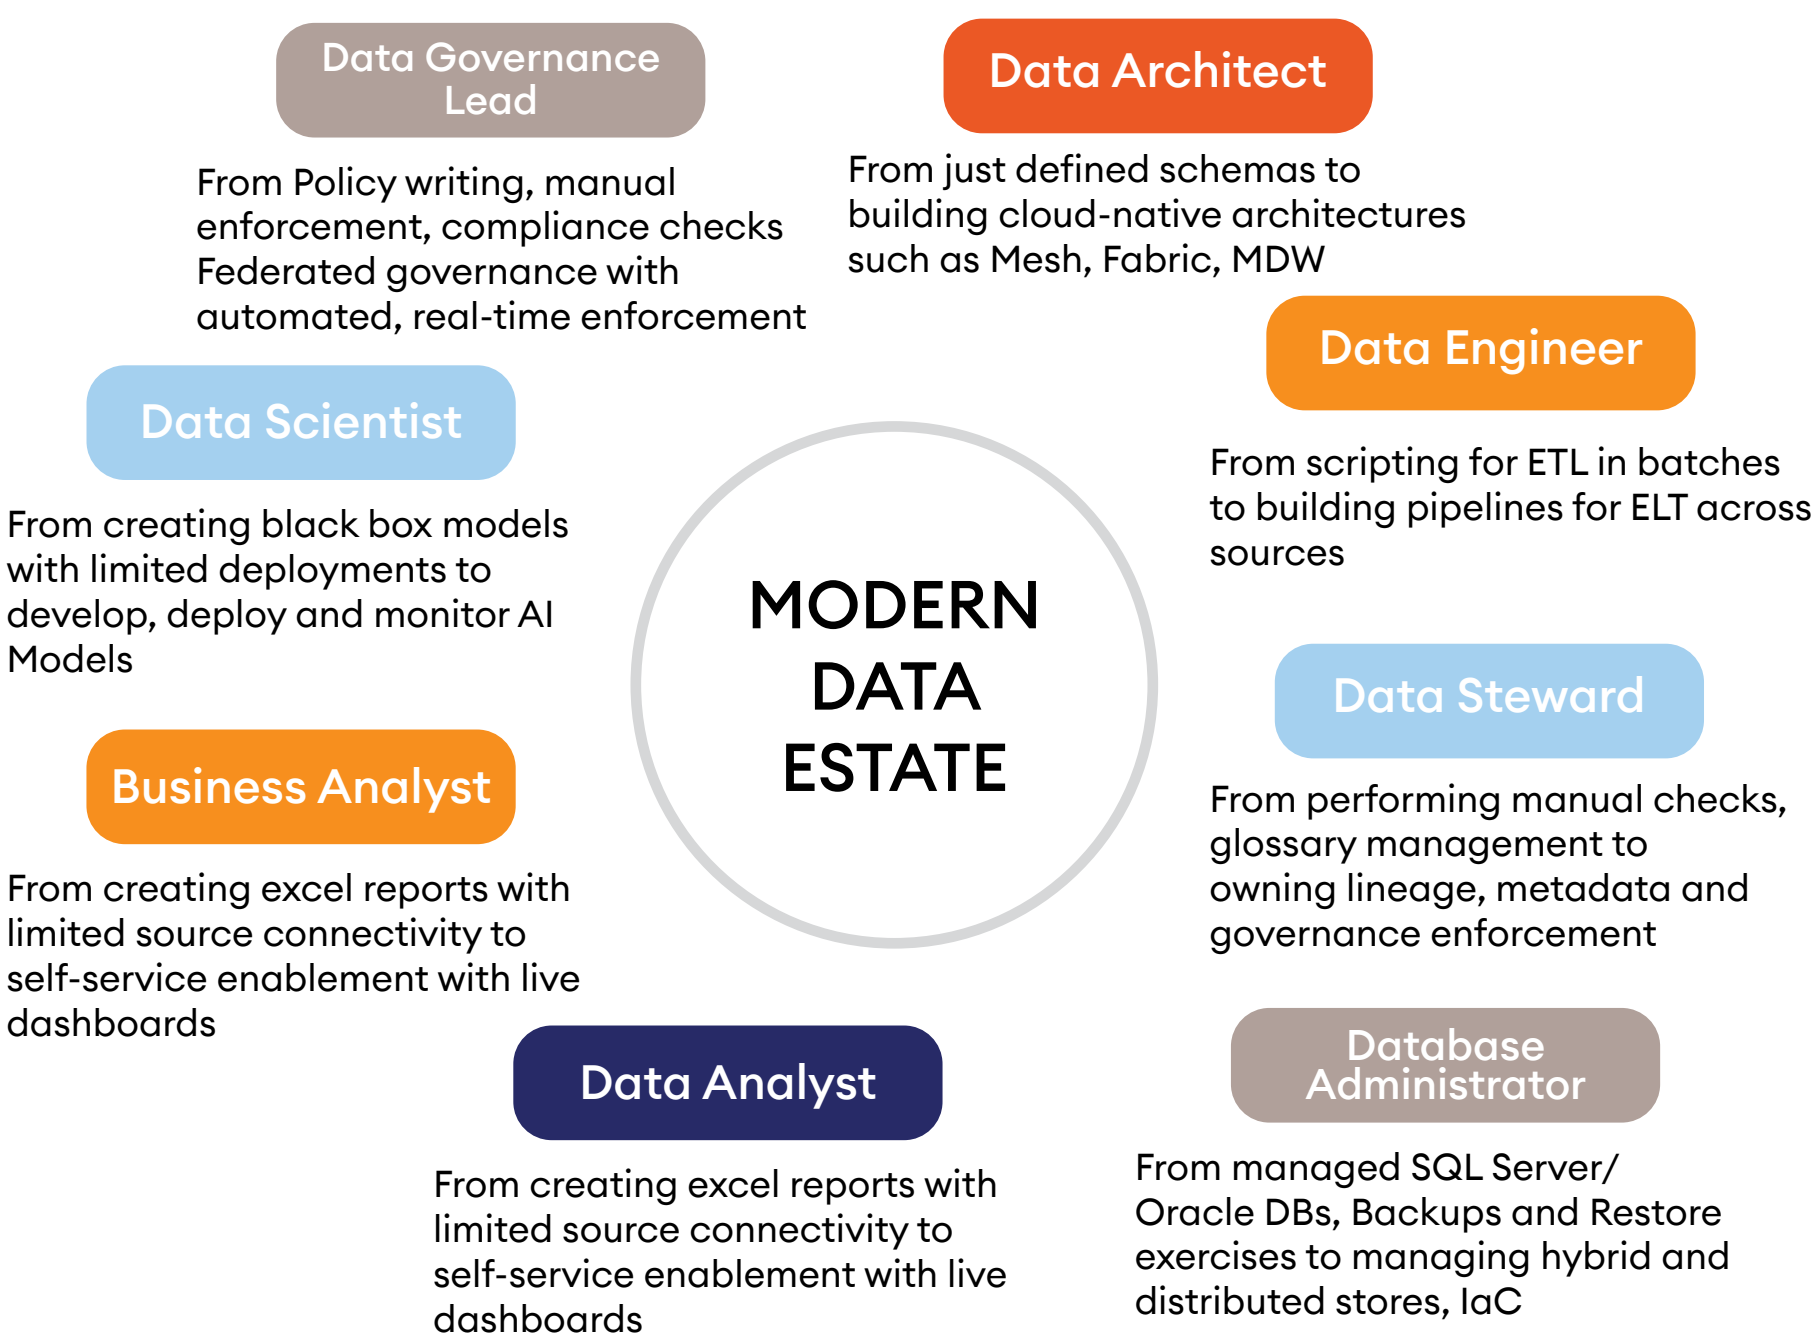 Data Governance
Lead
From Policy writing, manual
enforcement, compliance checks
Federated governance with
automated, real-time enforcement
Data Architect
From just defined schemas to
building cloud-native architectures
such as Mesh, Fabric, MDW
Data Engineer
From scripting for ETL in batches
to building pipelines for ELT across
sources
Data Scientist
From creating black box models
with limited deployments to
develop, deploy and monitor AI
Models
MODERN
DATA
ESTATE
Data Steward
From performing manual checks,
glossary management to
owning lineage, metadata and
governance enforcement
Business Analyst
From creating excel reports with
limited source connectivity to
self-service enablement with live
dashboards
Data Analyst
From creating excel reports with
limited source connectivity to
self-service enablement with live
dashboards
Database
Administrator
From managed SQL Server/
Oracle DBs, Backups and Restore
exercises to managing hybrid and
distributed stores, IaC